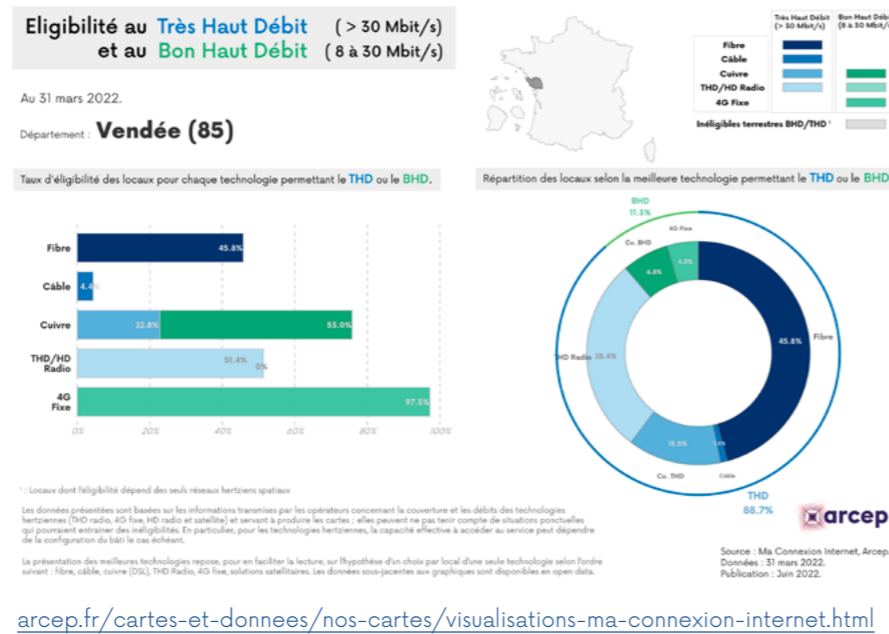 Eligibilité au Très Haut Débit ( > 30 Mbit/s)
et au Bon Haut Débit ( 8 à 30 Mbit/s)
Au 31 mars 2022.
Département : Vendée (85)
Très Haut Débit
(> 30 Mbit/s)
Bon Haut
(8 à 30 Mbit/s
Fibre
Câble
Cuivre
THD/HD Radio
4G Fixe
Inéligibles terrestres BHD/THD ¹
Taux d'éligibilité des locaux pour chaque technologie permettant le THD ou le BHD.
Fibre
45.8%
Câble
4.4
Cuivre
22.8%
53.0%
THD/HD
Radio
51.4%
0%
4G
Fixe
97.3%
0%
20%
40%
60%
80%
100%
Répartition des locaux selon la meilleure technologie permettant le THD ou le BHD
BHD
11.3%
4G Fixe
Cu. BHD
45.8%
Fibre
Cu. THD
Câble
THD
88.7%
¹ : Locaux dont l'éligibilité dépend des seuls réseaux hertziens spatiaux
Les données présentées sont basées sur les informations transmises par les opérateurs concernant la couverture et les débits des technologies
hertziennes (THD radio, 4G fixe, HD radio et satellite) et servant à produire les cartes ; elles peuvent ne pas tenir compte de situations ponctuelles
qui pourraient entrainer des inéligibilités. En particulier, pour les technologies hertziennes, la capacité effective à accéder au service peut dépendre
de la configuration du bâti le cas échéant.
La présentation des meilleures technologies repose, pour en faciliter la lecture, sur l'hypothèse d'un choix par local d'une seule technologie selon l'ordre
suivant : fibre, câble, cuivre (DSL), THD Radio, 4G fixe, solutions satellitaires. Les données sous-jacentes aux graphiques sont disponibles en open data.
arcep
Source : Ma Connexion Internet, Arcep.
Données : 31 mars 2022.
Publication : Juin 2022.
arcep.fr/cartes-et-donnees/nos-cartes/visualisations-ma-connexion-internet.html